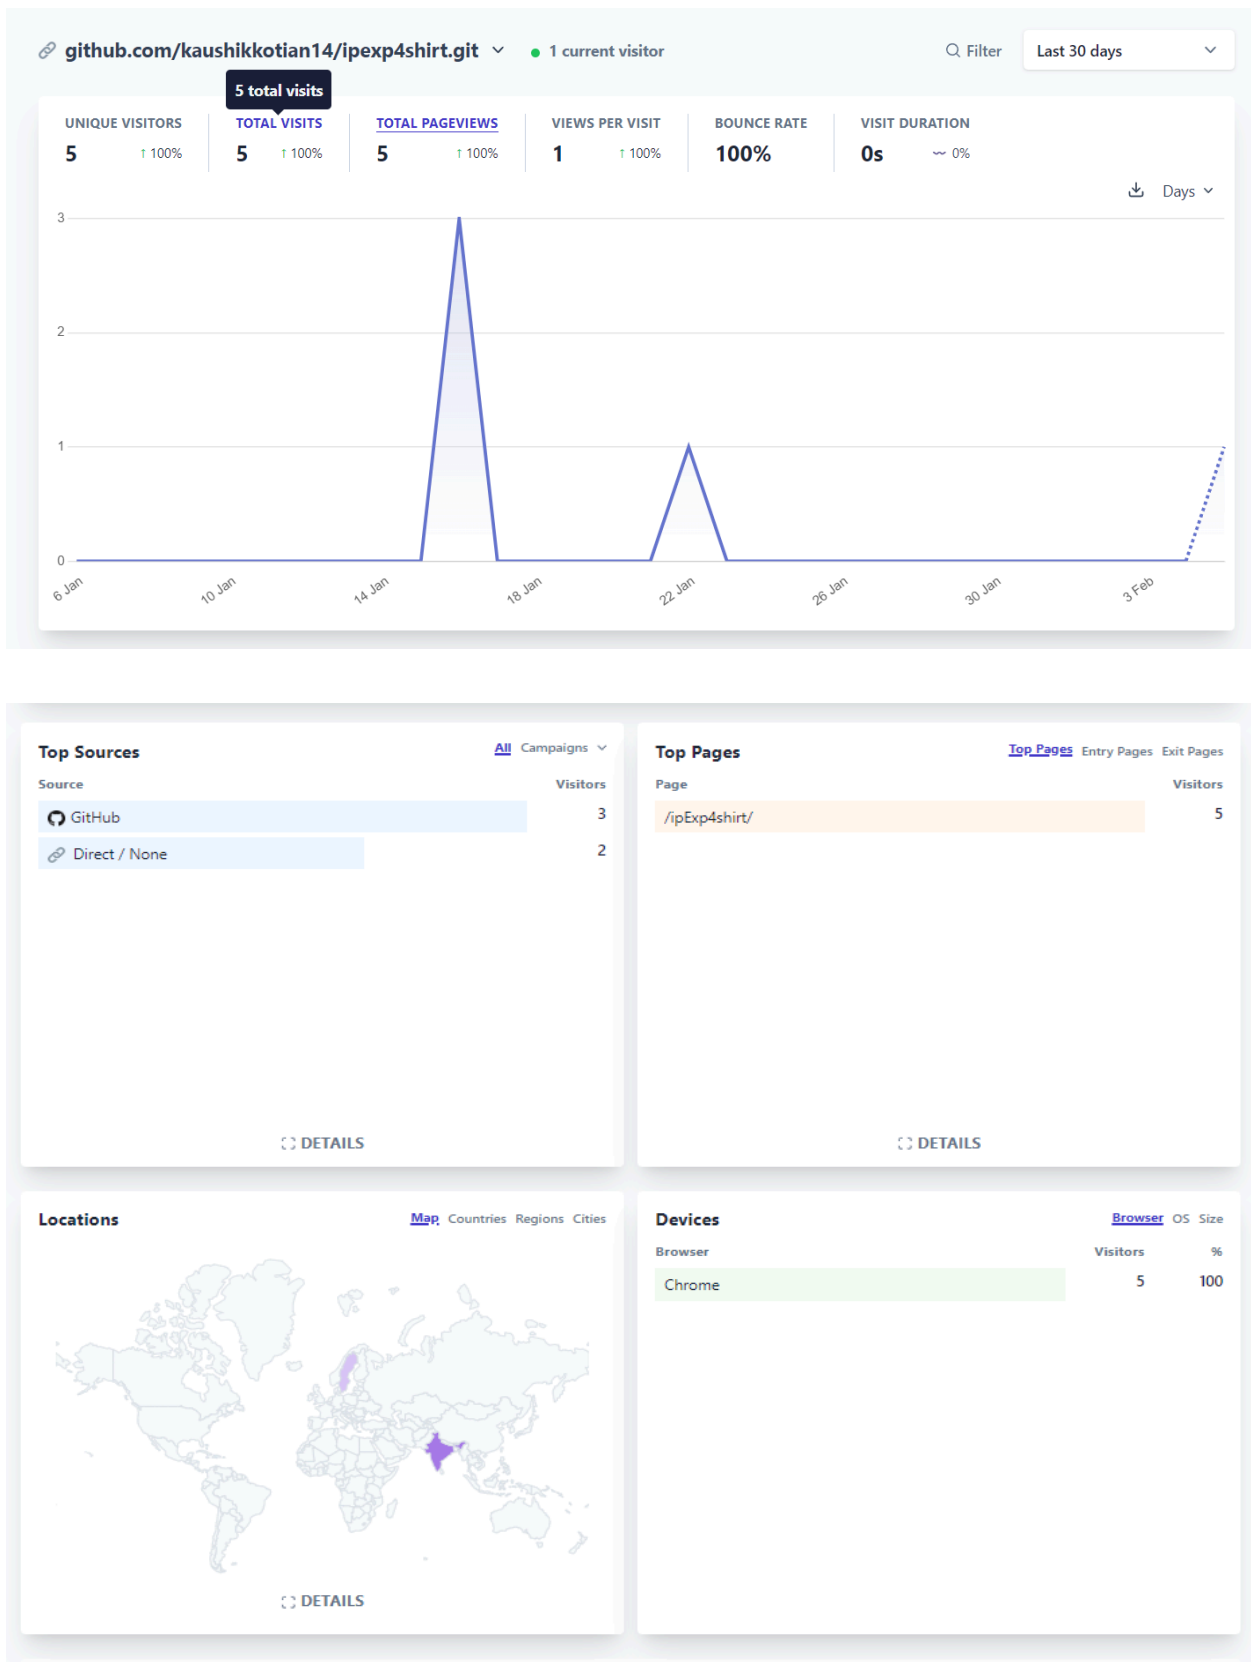 github.com/kaushikkotian14/ipexp4shirt.git
1 current visitor
Filter
Last 30 days
5 total visits
UNIQUE VISITORS
5 ↑ 100%
TOTAL VISITS
5 ↑ 100%
TOTAL PAGEVIEWS
5 ↑ 100%
VIEWS PER VISIT
1 ↑ 100%
BOUNCE RATE
100%
VISIT DURATION
0s 〰 0%
Days
3
2
1
0
6 Jan
10 Jan
14 Jan
18 Jan
22 Jan
26 Jan
30 Jan
3 Feb
Top Sources
All Campaigns
Source Visitors
GitHub 3
Direct / None 2
DETAILS
Top Pages
Top Pages Entry Pages Exit Pages
Page Visitors
/ipExp4shirt/ 5
DETAILS
Locations
Map Countries Regions Cities
DETAILS
Devices
Browser OS Size
Browser Visitors %
Chrome 5 100